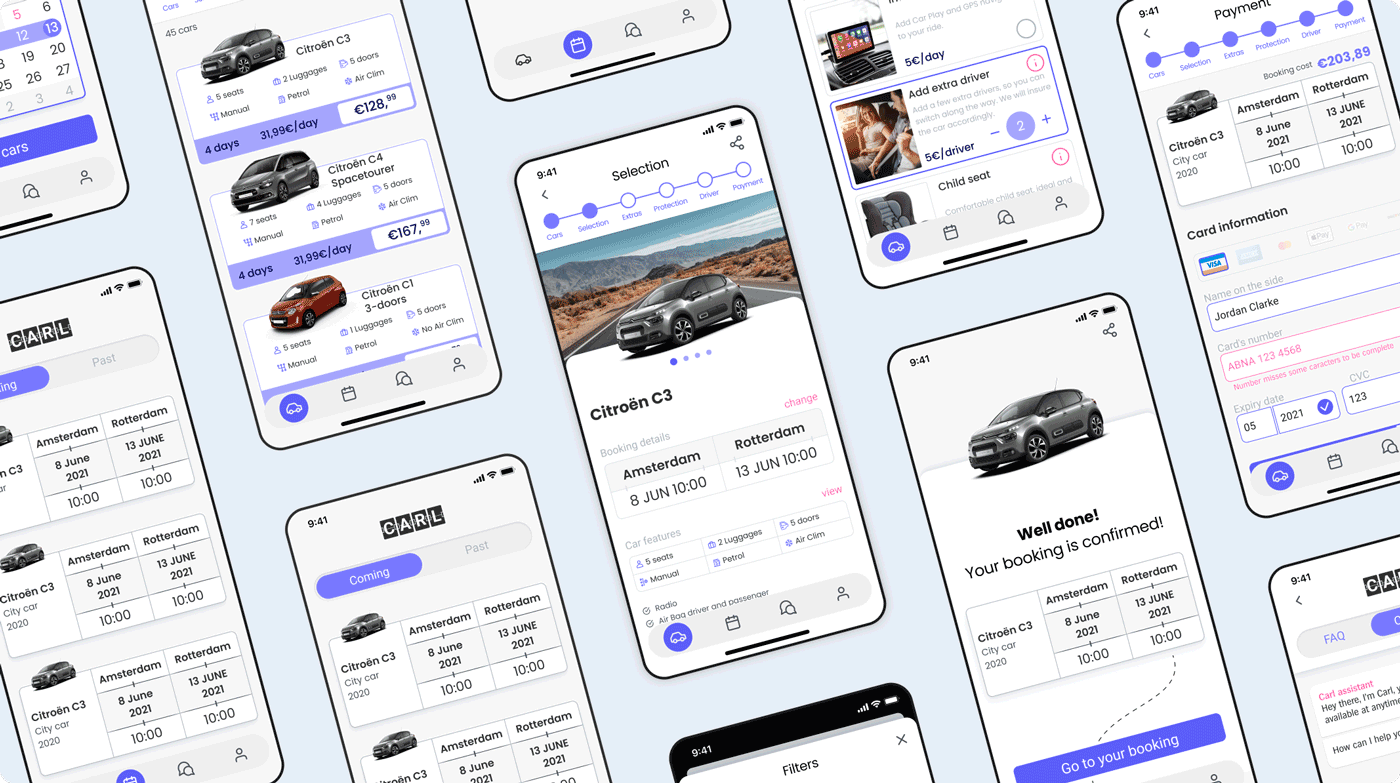 5
6
12
13
18
19
20
25
26
27
2
3
4
cars
Cars
45 cars
Citroën C3
5 seats
2 Luggages
5 doors
Manual
Petrol
Air Clim
4 days
31,99€/day
€128,99
Citroën C4
Spacetourer
7 seats
4 Luggages
5 doors
Manual
Petrol
Air Clim
4 days
31,99€/day
€167,99
Citroën C1
3-doors
5 seats
1 Luggages
5 doors
Manual
Petrol
No Air Clim
CARL
Past
Amsterdam
Rotterdam
8 June
2021
13 JUNE
2021
10:00
10:00
Citroën C3
City car
2020
Amsterdam
Rotterdam
8 June
2021
13 JUNE
2021
10:00
10:00
Citroën C3
City car
2020
Amsterdam
Rotterdam
8 June
2021
13 JUNE
2021
10:00
10:00
9:41
CARL
Coming
Past
Citroën C3
City car
2020
Amsterdam
Rotterdam
8 June
2021
13 JUNE
2021
10:00
10:00
Citroën C3
Amsterdam
Rotterdam
8 June
13 JUNE
9:41
Selection
Cars
Selection
Extras
Protection
Driver
Payment
Citroën C3
change
Booking details
Amsterdam
Rotterdam
8 JUN 10:00
13 JUN 10:00
view
Car features
5 seats
2 Luggages
5 doors
Manual
Petrol
Air Clim
Radio
Air Bag driver and passenger
9:41
Filters
Add Car Play and GPS navig
to your ride.
5€/day
Add extra driver
Add a few extra drivers, so you can
switch along the way. We will insure
the car accordingly.
5€/driver
2
Child seat
Comfortable child seat, ideal and
9:41
Well done!
Your booking is confirmed!
Citroën C3
City car
2020
Amsterdam
Rotterdam
8 June
2021
13 JUNE
2021
10:00
10:00
Go to your booking
9:41
Payment
Cars
Selection
Extras
Protection
Driver
Payment
Booking cost €203,89
Citroën C3
City car
2020
Amsterdam
Rotterdam
8 June
2021
13 JUNE
2021
10:00
10:00
Card information
VISA
Pay
G Pay
Name on the side
Jordan Clarke
Card's number
ABNA 123 4568
Number misses some caracters to be complete
Expiry date
CVC
05
2021
123
9:41
CARL
FAQ
Carl assistant
Hey there, I'm Carl, y
available at anytime
How can I help yo